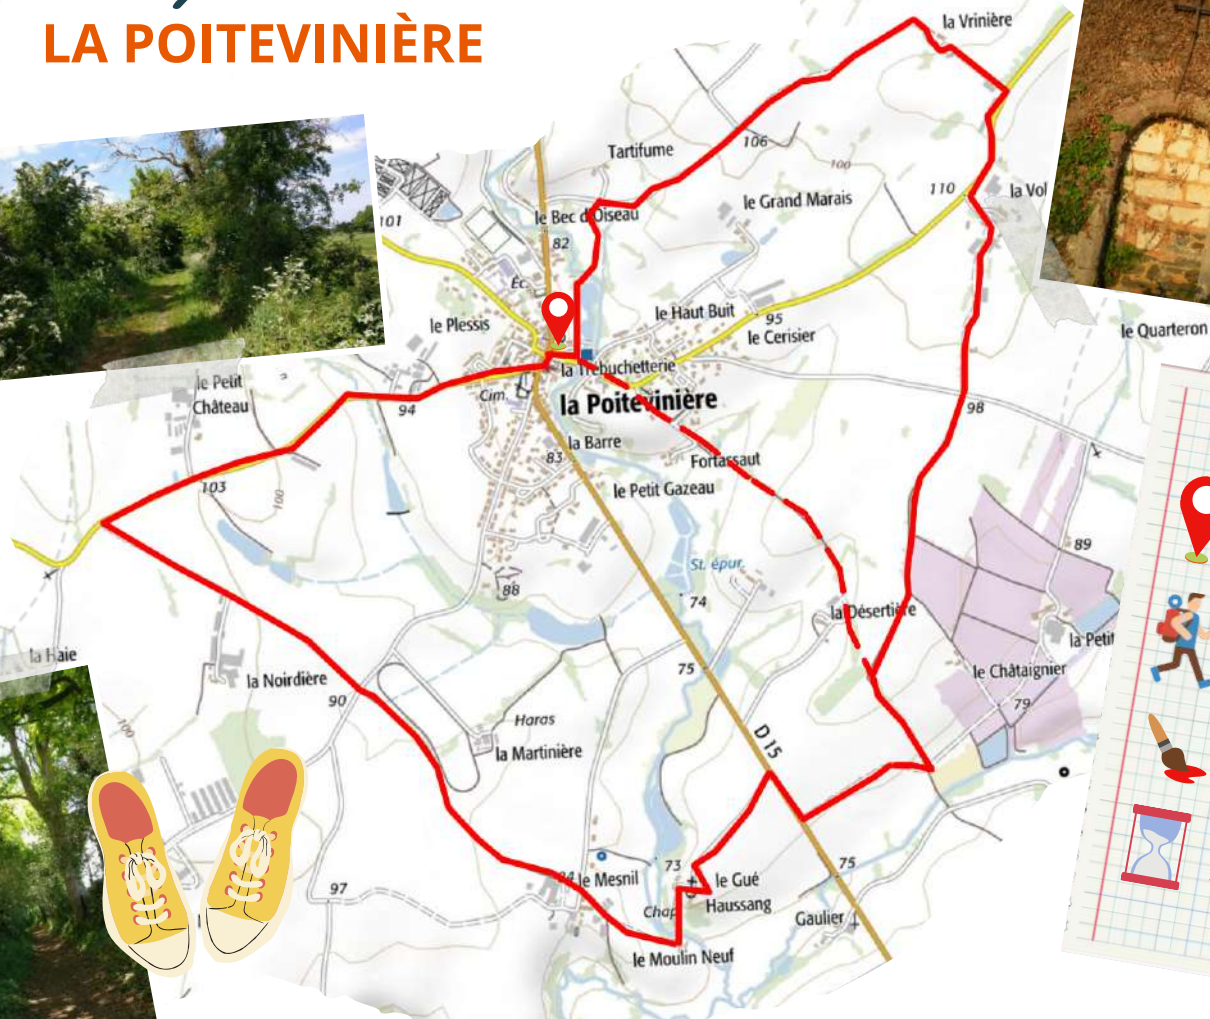 LA POITEVINIÈRE
la Vrinière
Tartifume
106
100
110
la Vol
le Grand Marais
101
le Bec d'Oiseau
82
Éc.
le Haut Buit
95
le Cerisier
le Plessis
le Quarteron
la Trébuchetterie
le Petit
Château
94
Cim.
la Poitevinière
98
la Barre
83
Fortassaut
le Petit Gazeau
103
100
89
St. épur.
88
74
la Désertière
la Petit
la Haie
le Châtaignier
75
79
la Noirdière
90
Haras
la Martinière
D 15
100
73
75
le Mesnil
le Gué
Haussang
97
Chap
Gaulier
le Moulin Neuf